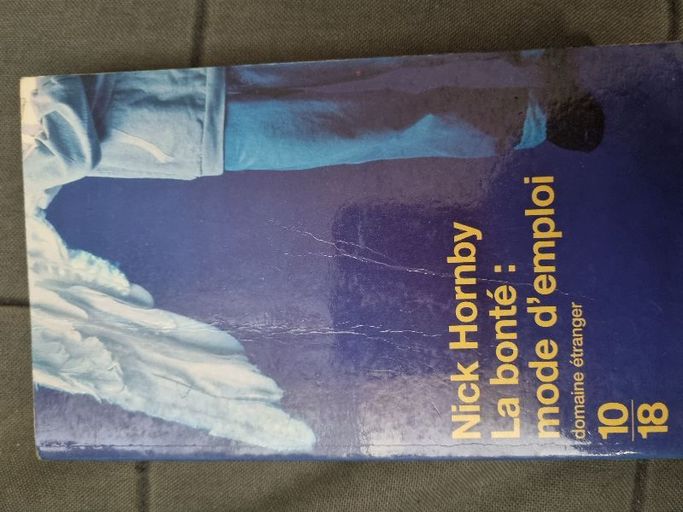 Nick Hornby
La bonté :
mode d'emploi
domaine étranger
10
18